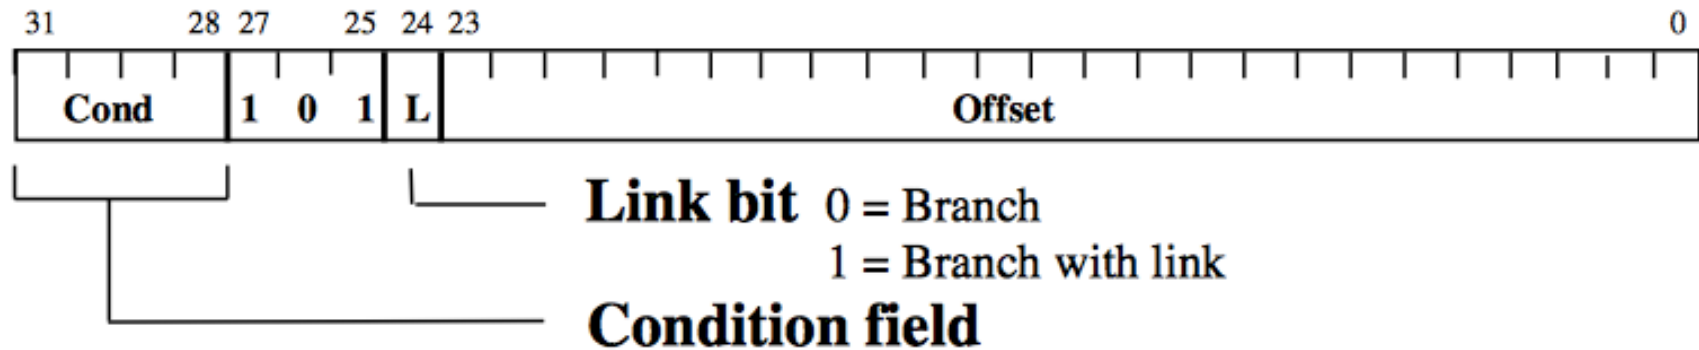 31 28 27 25 24 23 0
Cond 1 0 1 L Offset
Link bit 0 = Branch
1 = Branch with link
Condition field